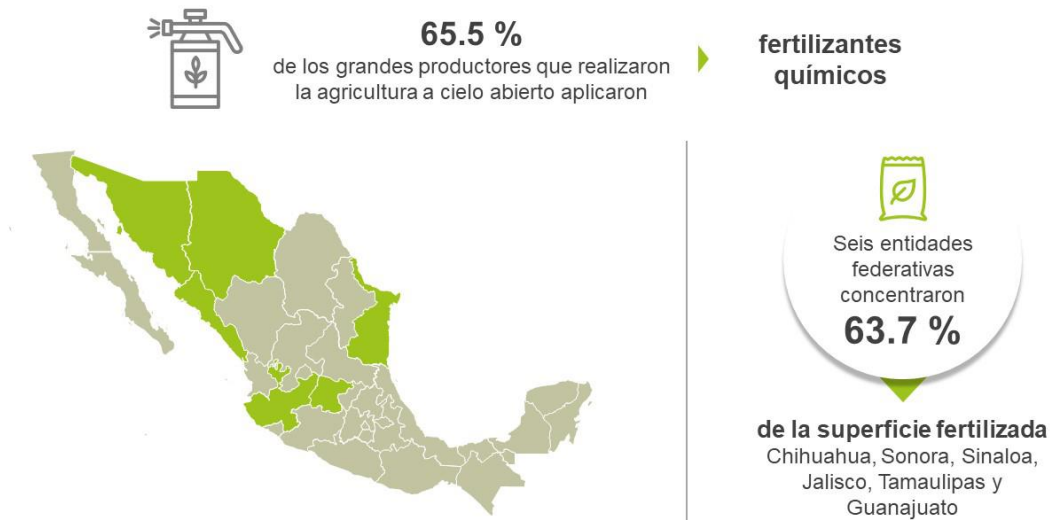 65.5 %
de los grandes productores que realizaron
la agricultura a cielo abierto aplicaron
fertilizantes
químicos
Seis entidades
federativas
concentraron
63.7 %
de la superficie fertilizada
Chihuahua, Sonora, Sinaloa,
Jalisco, Tamaulipas y
Guanajuato